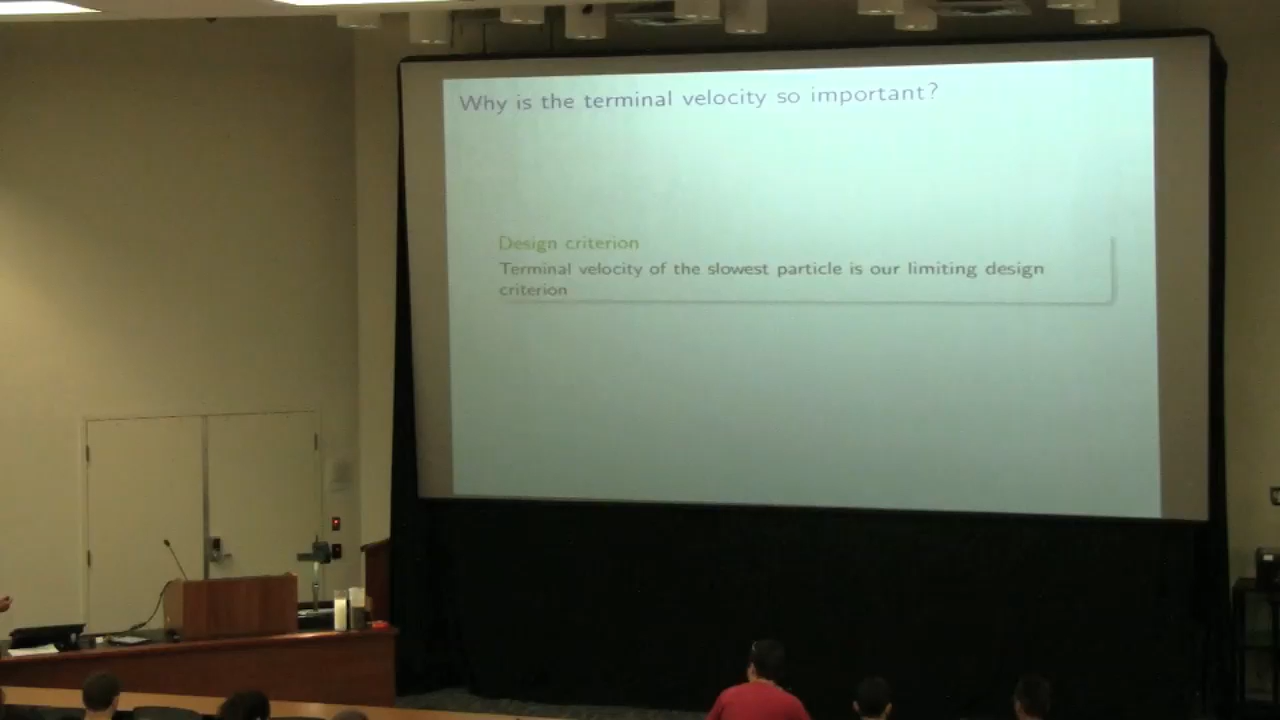 Why is the terminal velocity so important?
Design criterion
Terminal velocity of the slowest particle is our limiting design
criterion